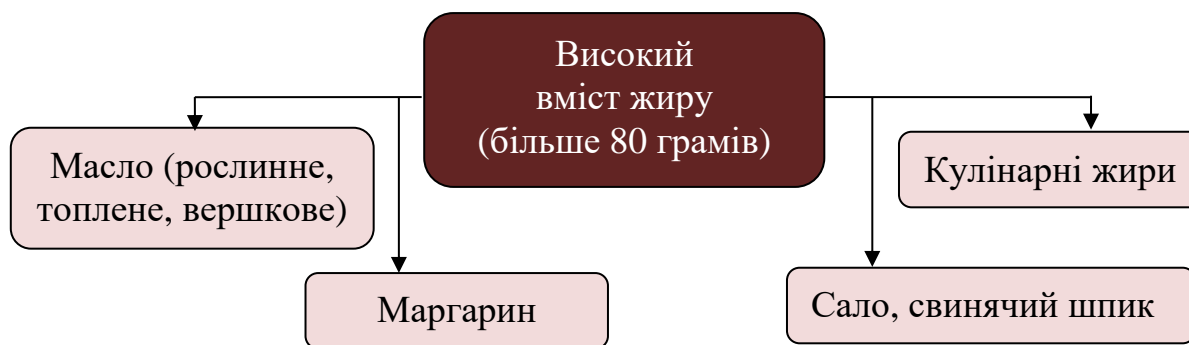 Високий
вміст жиру
(більше 80 грамів)
Масло (рослинне,
топлене, вершкове)
Кулінарні жири
Маргарин
Сало, свинячий шпик